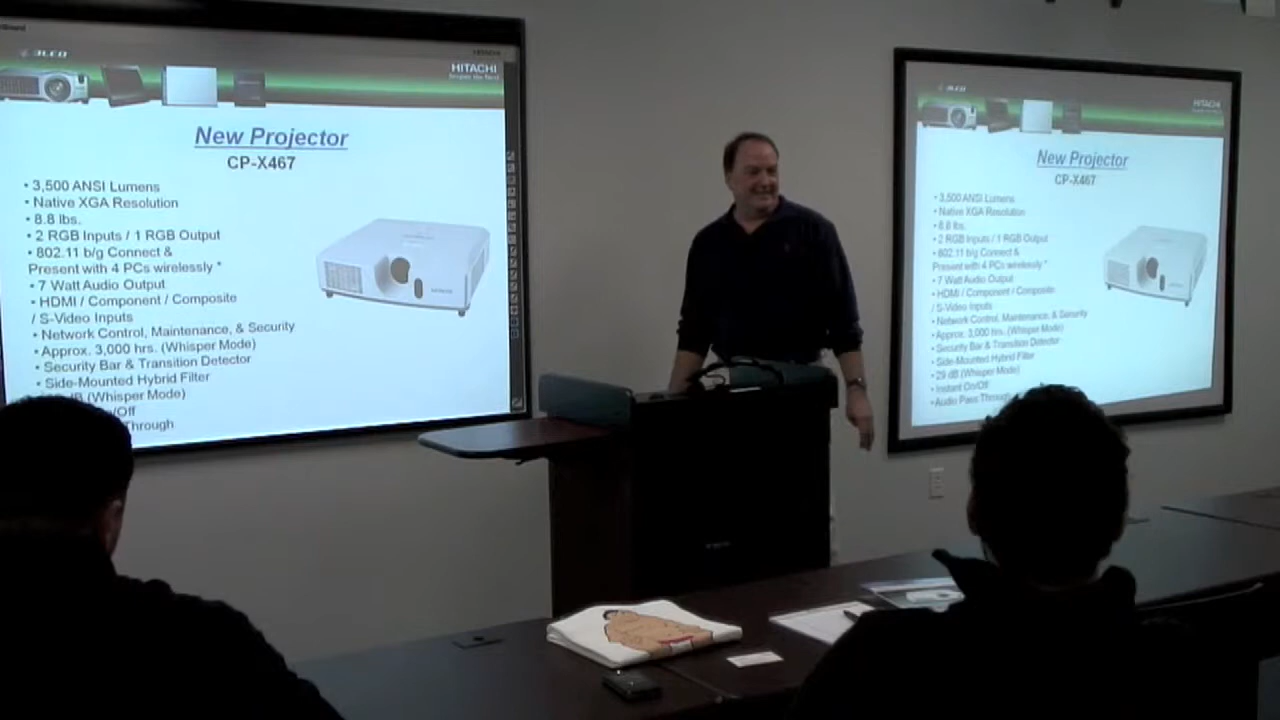 3LCD
HITACHI
HITACHI
Inspire the Next
New Projector
CP-X467
• 3,500 ANSI Lumens
• Native XGA Resolution
• 8.8 lbs.
• 2 RGB Inputs / 1 RGB Output
• 802.11 b/g Connect &
Present with 4 PCs wirelessly *
• 7 Watt Audio Output
• HDMI / Component / Composite
/ S-Video Inputs
• Network Control, Maintenance, & Security
• Approx. 3,000 hrs. (Whisper Mode)
• Security Bar & Transition Detector
• Side-Mounted Hybrid Filter
dB (Whisper Mode)
/Off
Through
3LCD
HITACHI
New Projector
CP-X467
• 3,500 ANSI Lumens
• Native XGA Resolution
• 8.8 lbs.
• 2 RGB Inputs / 1 RGB Output
• 802.11 b/g Connect &
Present with 4 PCs wirelessly *
• 7 Watt Audio Output
• HDMI / Component / Composite
/ S-Video Inputs
• Network Control, Maintenance, & Security
• Approx. 3,000 hrs. (Whisper Mode)
• Security Bar & Transition Detector
• Side-Mounted Hybrid Filter
• 29 dB (Whisper Mode)
• Instant On/Off
• Audio Pass Through